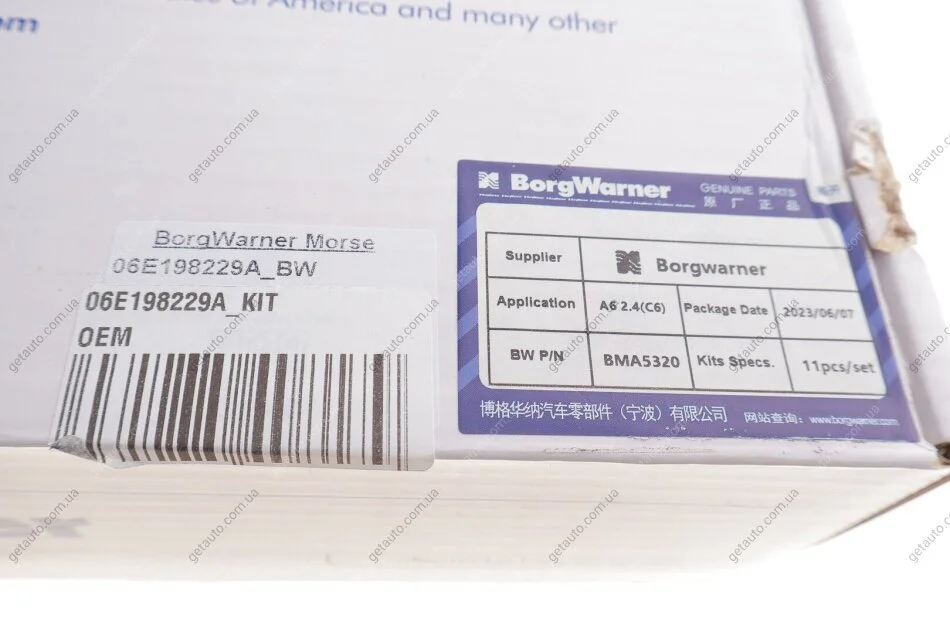 of America and many other
om
BorgWarner GENUINE PARTS
原厂正品
BorgWarner Morse
06E198229A_BW
06E198229A_KIT
OEM
Supplier Borgwarner
Application A6 2.4(C6) Package Date 2023/06/07
BW P/N BMA5320 Kits Specs. 11pcs/set
博格华纳汽车零部件（宁波）有限公司 网站查询：www.borgwarner.com
getauto.com.ua